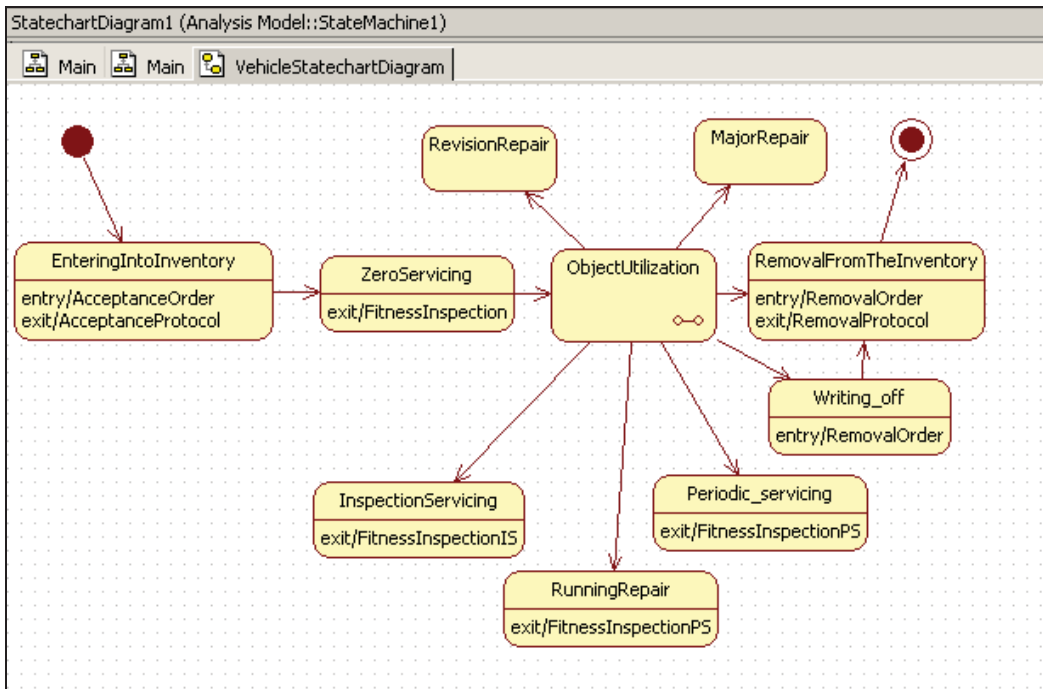 StatechartDiagram1 (Analysis Model::StateMachine1)
Main
Main
VehicleStatechartDiagram
RevisionRepair
MajorRepair
EnteringIntoInventory
entry/AcceptanceOrder
exit/AcceptanceProtocol
ZeroServicing
exit/FitnessInspection
ObjectUtilization
RemovalFromTheInventory
entry/RemovalOrder
exit/RemovalProtocol
Writing_off
entry/RemovalOrder
InspectionServicing
exit/FitnessInspectionIS
Periodic_servicing
exit/FitnessInspectionPS
RunningRepair
exit/FitnessInspectionPS